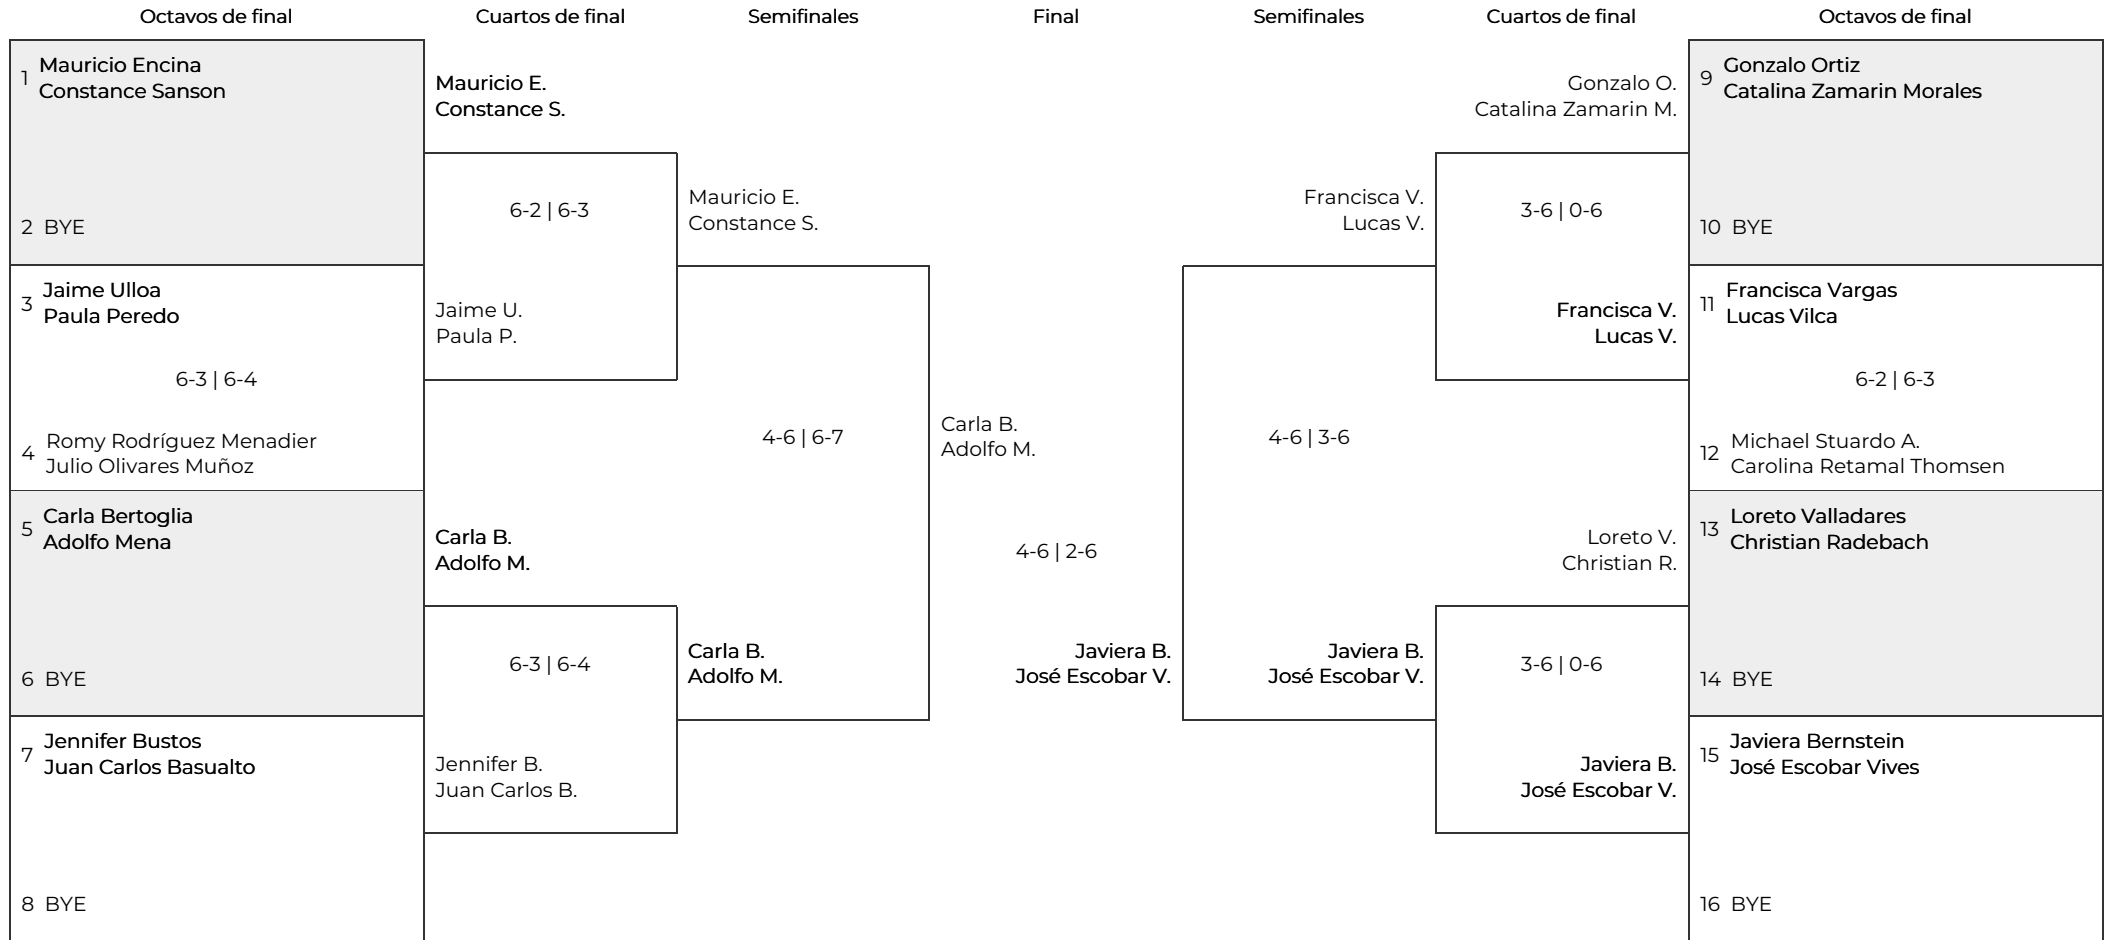 Octavos de final
Cuartos de final
Semifinales
Final
Semifinales
Cuartos de final
Octavos de final
1
Mauricio Encina
Constance Sanson
2 BYE
3
Jaime Ulloa
Paula Peredo
6-3 | 6-4
4
Romy Rodríguez Menadier
Julio Olivares Muñoz
5
Carla Bertoglia
Adolfo Mena
6 BYE
7
Jennifer Bustos
Juan Carlos Basualto
8 BYE
Mauricio E.
Constance S.
6-2 | 6-3
Jaime U.
Paula P.
Carla B.
Adolfo M.
6-3 | 6-4
Jennifer B.
Juan Carlos B.
Mauricio E.
Constance S.
4-6 | 6-7
Carla B.
Adolfo M.
Carla B.
Adolfo M.
4-6 | 2-6
Javiera B.
José Escobar V.
Francisca V.
Lucas V.
4-6 | 3-6
Javiera B.
José Escobar V.
Gonzalo O.
Catalina Zamarin M.
3-6 | 0-6
Francisca V.
Lucas V.
Loreto V.
Christian R.
3-6 | 0-6
Javiera B.
José Escobar V.
9
Gonzalo Ortiz
Catalina Zamarin Morales
10 BYE
11
Francisca Vargas
Lucas Vilca
6-2 | 6-3
12
Michael Stuardo A.
Carolina Retamal Thomsen
13
Loreto Valladares
Christian Radebach
14 BYE
15
Javiera Bernstein
José Escobar Vives
16 BYE